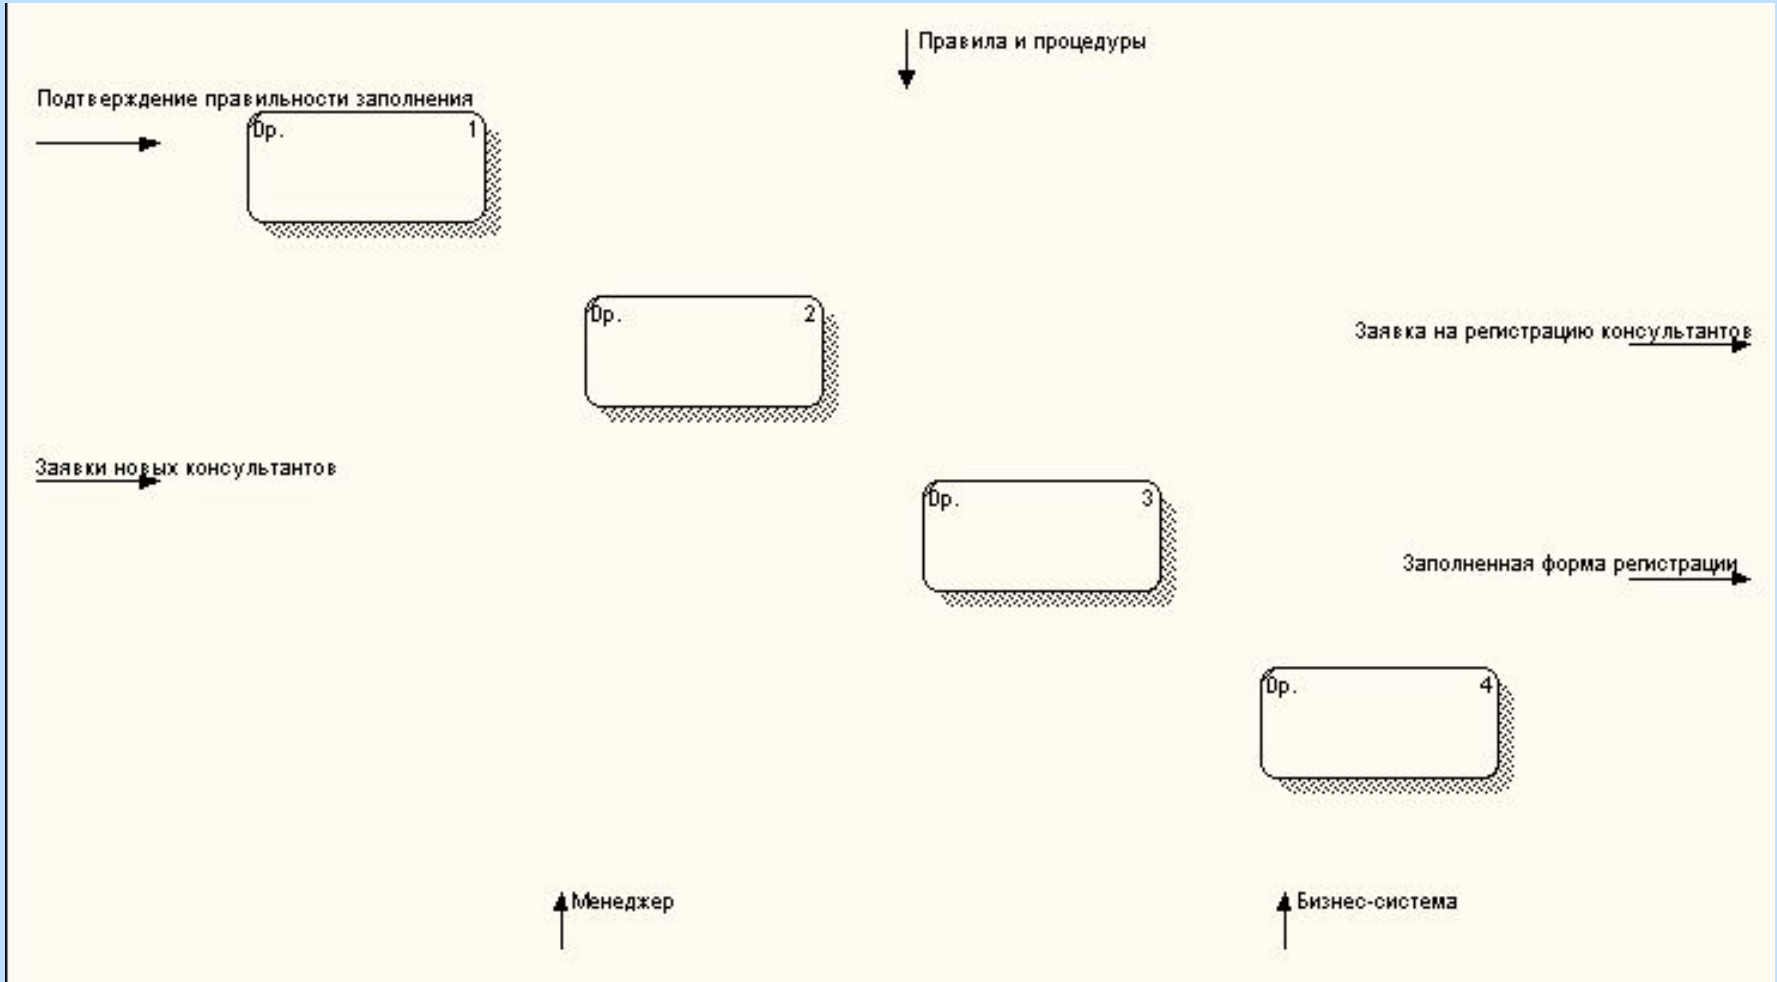 Правила и процедуры
Подтверждение правильности заполнения
0р. 1
0р. 2
Заявка на регистрацию консультантов
Заявки новых консультантов
0р. 3
Заполненная форма регистрации
0р. 4
Менеджер
Бизнес-система